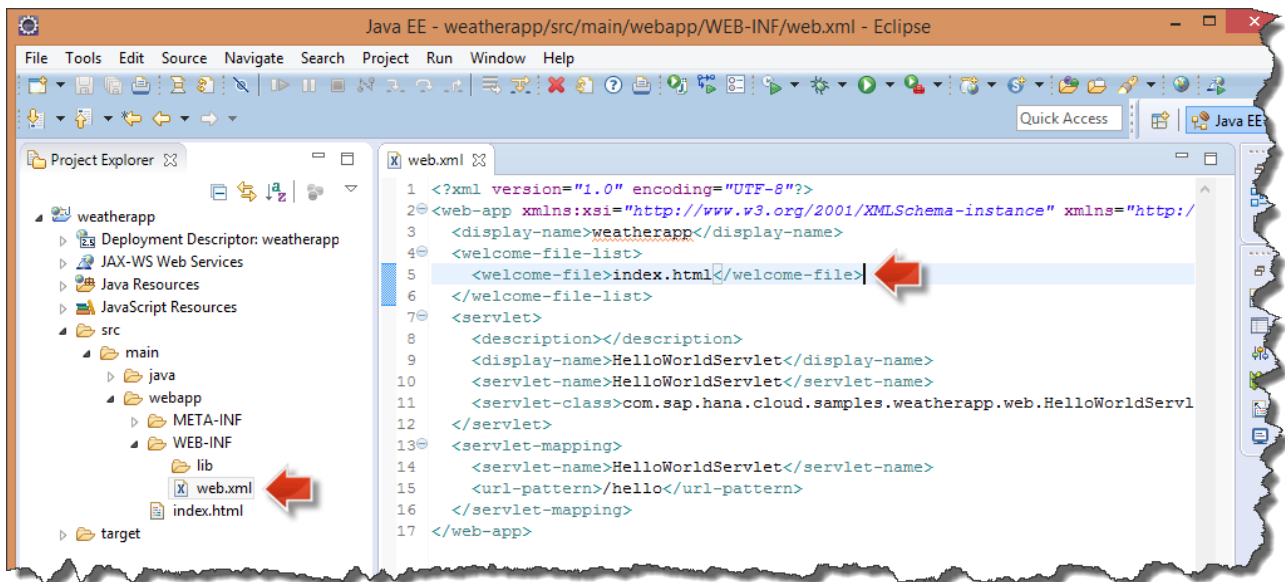 Java EE - weatherapp/src/main/webapp/WEB-INF/web.xml - Eclipse
File Tools Edit Source Navigate Search Project Run Window Help
Quick Access
Java EE
Project Explorer
weatherapp
Deployment Descriptor: weatherapp
JAX-WS Web Services
Java Resources
JavaScript Resources
src
main
java
webapp
META-INF
WEB-INF
lib
web.xml
index.html
target
web.xml
1 <?xml version="1.0" encoding="UTF-8"?>
2 <web-app xmlns:xsi="http://www.w3.org/2001/XMLSchema-instance" xmlns="http:/
3 <display-name>weatherapp</display-name>
4 <welcome-file-list>
5 <welcome-file>index.html</welcome-file>
6 </welcome-file-list>
7 <servlet>
8 <description></description>
9 <display-name>HelloWorldServlet</display-name>
10 <servlet-name>HelloWorldServlet</servlet-name>
11 <servlet-class>com.sap.hana.cloud.samples.weatherapp.web.HelloWorldServl
12 </servlet>
13 <servlet-mapping>
14 <servlet-name>HelloWorldServlet</servlet-name>
15 <url-pattern>/hello</url-pattern>
16 </servlet-mapping>
17 </web-app>